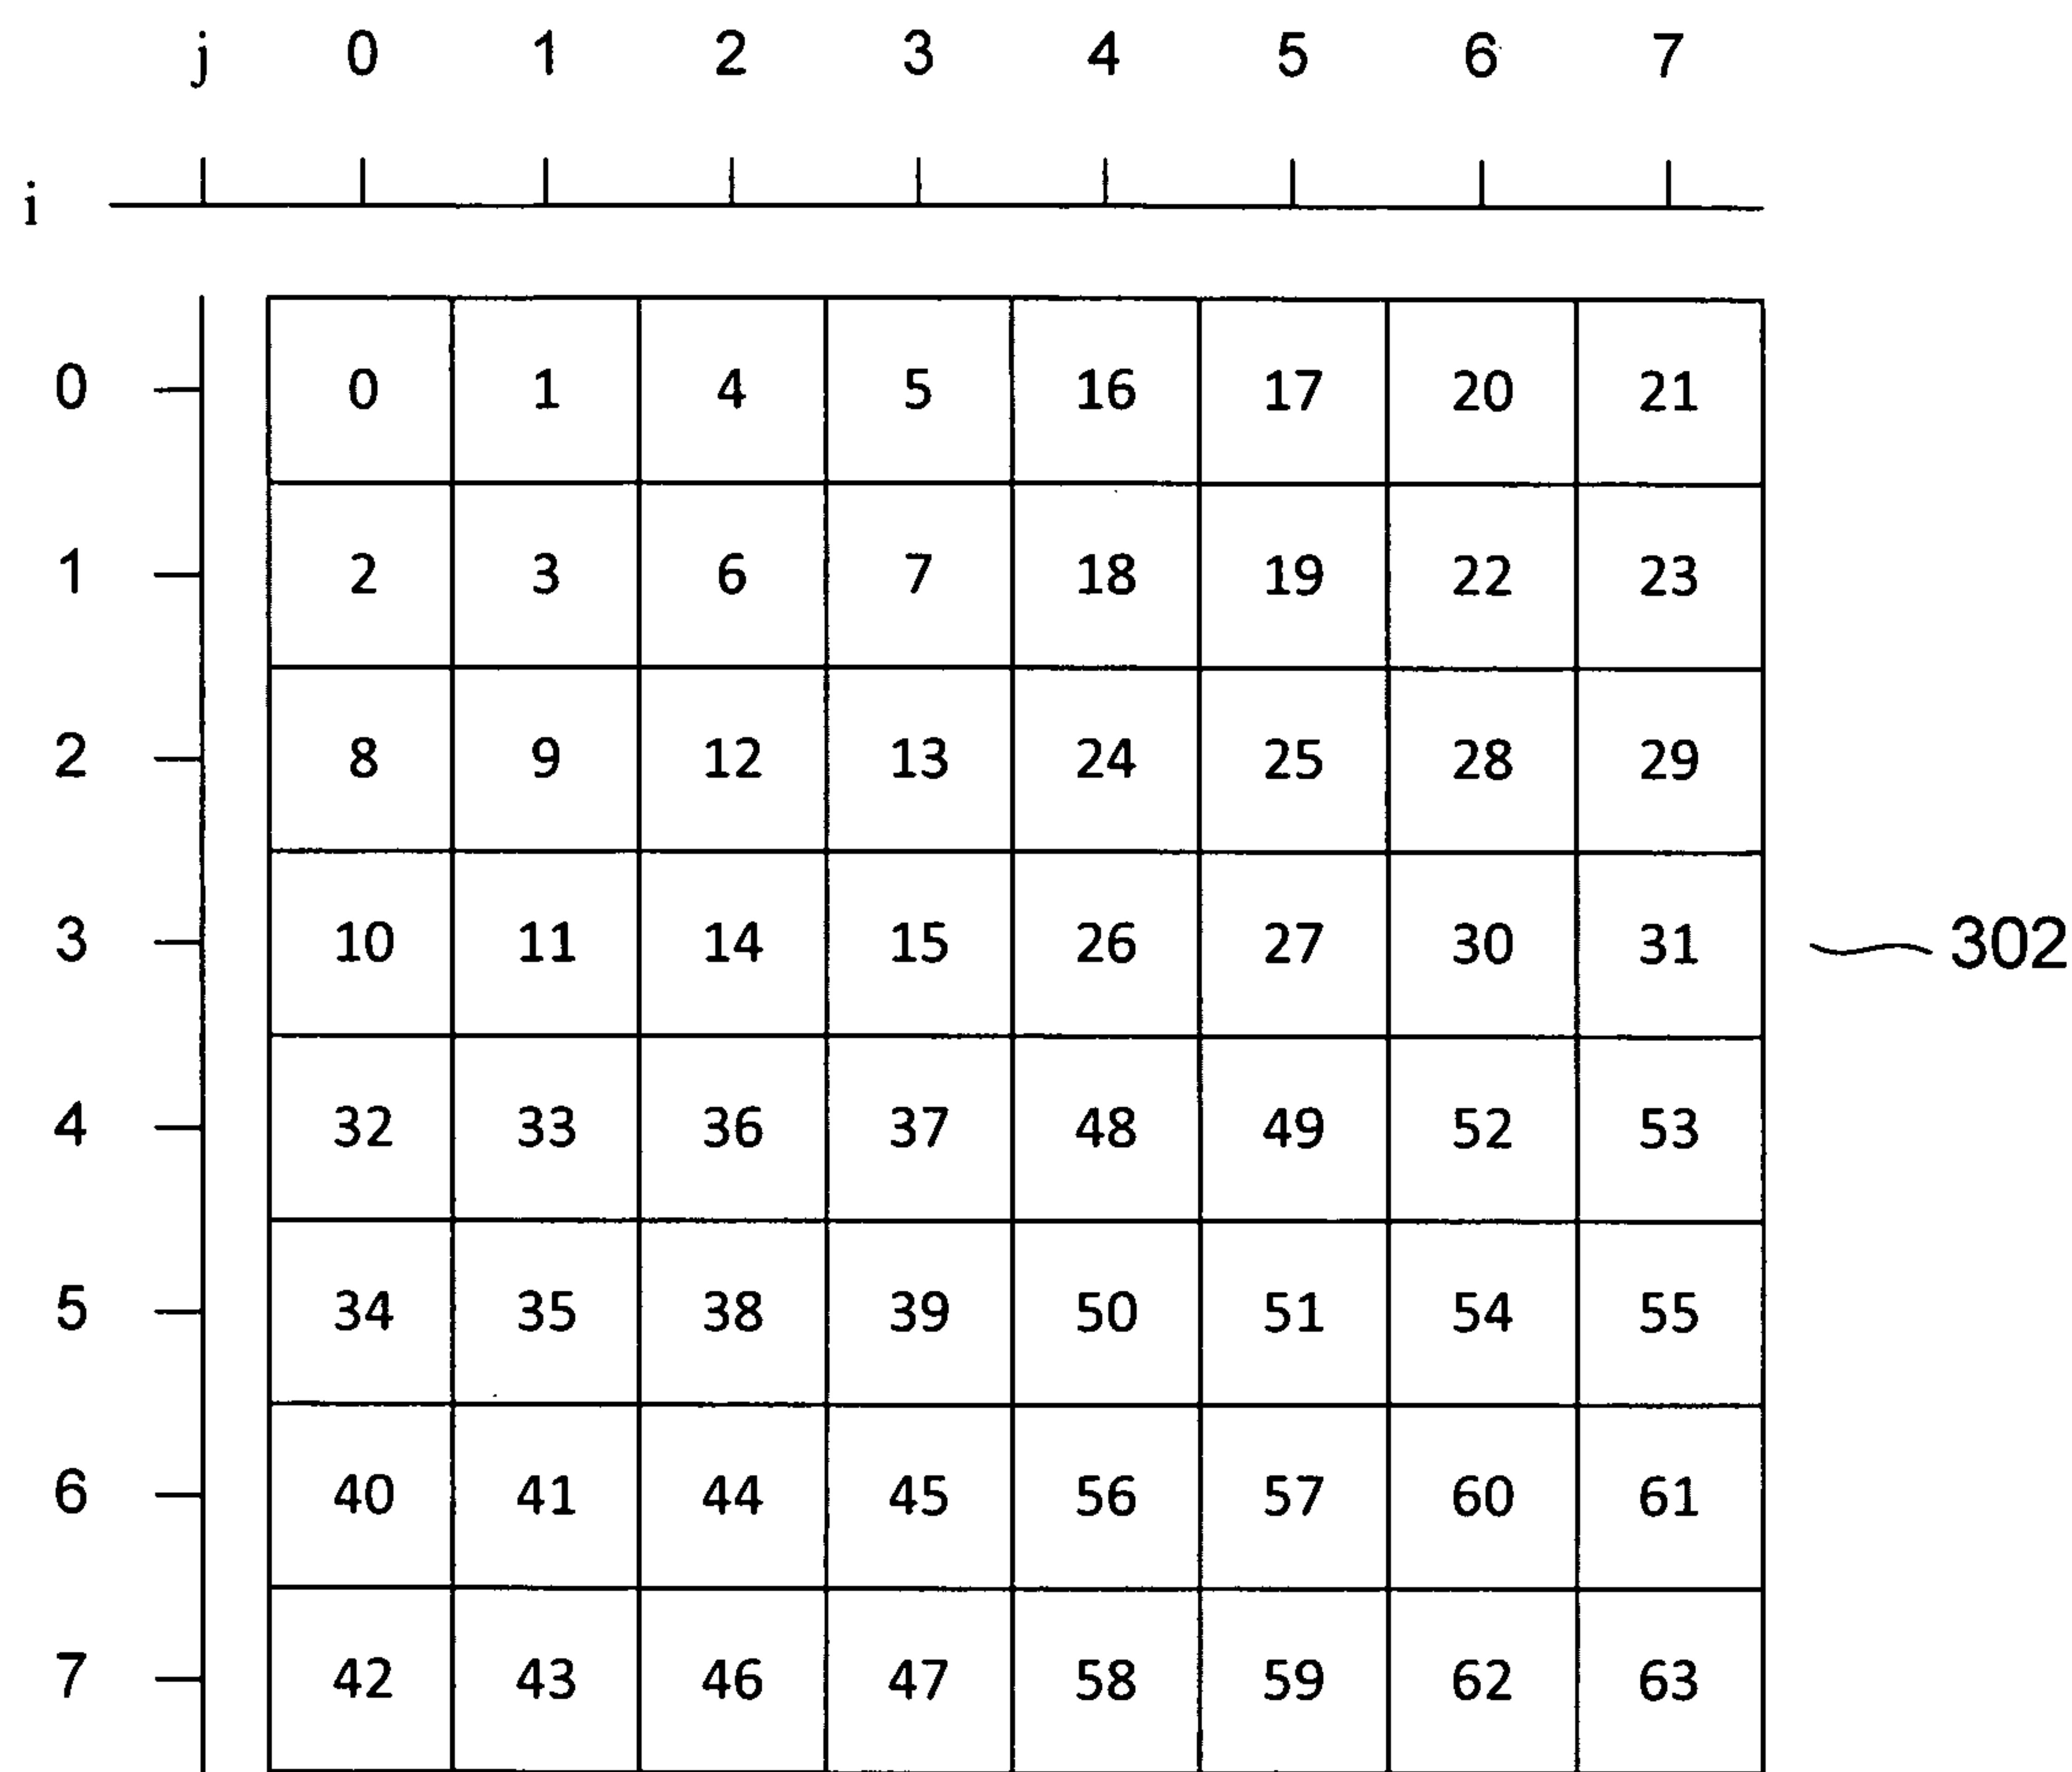 j 0 1 2 3 4 5 6 7
i
0 0 1 4 5 16 17 20 21
1 2 3 6 7 18 19 22 23
2 8 9 12 13 24 25 28 29
3 10 11 14 15 26 27 30 31 302
4 32 33 36 37 48 49 52 53
5 34 35 38 39 50 51 54 55
6 40 41 44 45 56 57 60 61
7 42 43 46 47 58 59 62 63